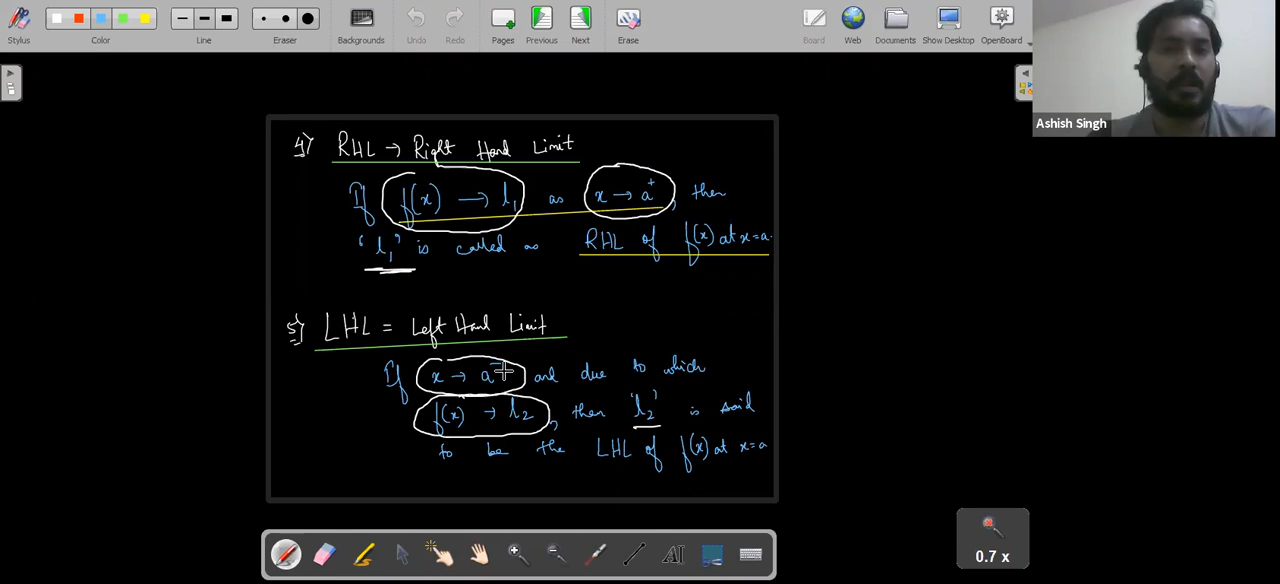 Stylus
Color
Line
Eraser
Backgrounds
Undo
Redo
Pages
Previous
Next
Erase
Board
Web
Documents
Show Desktop
OpenBoard
Ashish Singh
4) RHL → Right Hand Limit
If f(x) → l₁ as x → a⁺, then
'l₁' is called as RHL of f(x) at x=a.
5) LHL = Left Hand Limit
If x → a⁻ and due to which
f(x) → l₂, then 'l₂' is said
to be the LHL of f(x) at x=a
AI
0.7 x